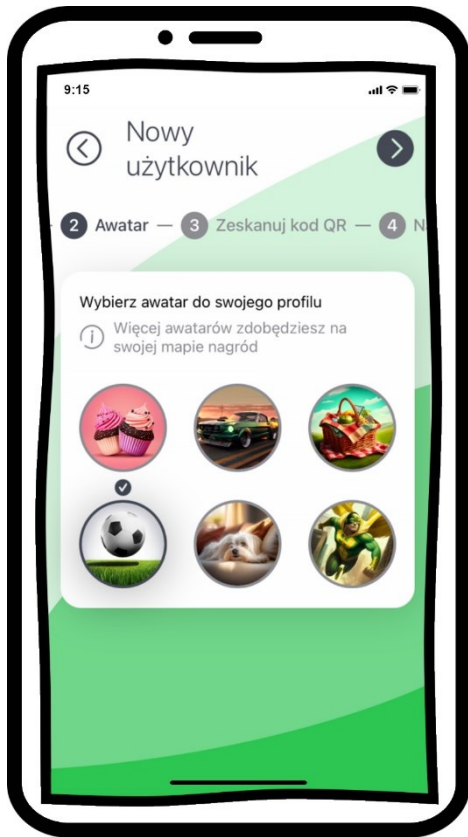 9:15
Nowy
użytkownik
2 Awatar — 3 Zeskanuj kod QR — 4 N
Wybierz awatar do swojego profilu
Więcej awatarów zdobędziesz na
swojej mapie nagród